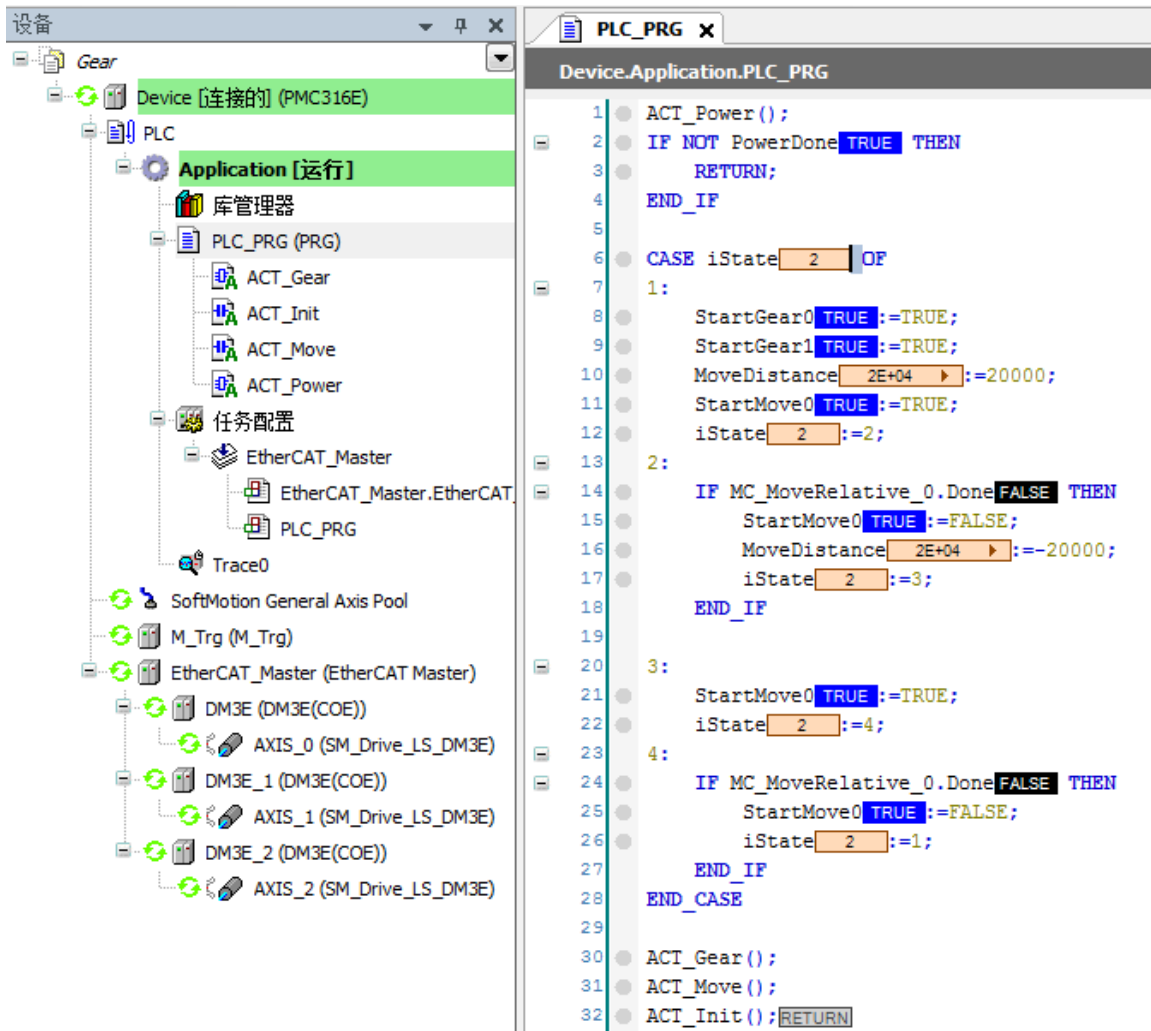 设备
Gear
Device [连接的] (PMC316E)
PLC
Application [运行]
库管理器
PLC_PRG (PRG)
ACT_Gear
ACT_Init
ACT_Move
ACT_Power
任务配置
EtherCAT_Master
EtherCAT_Master.EtherCAT_
PLC_PRG
Trace0
SoftMotion General Axis Pool
M_Trg (M_Trg)
EtherCAT_Master (EtherCAT Master)
DM3E (DM3E(COE))
AXIS_0 (SM_Drive_LS_DM3E)
DM3E_1 (DM3E(COE))
AXIS_1 (SM_Drive_LS_DM3E)
DM3E_2 (DM3E(COE))
AXIS_2 (SM_Drive_LS_DM3E)
PLC_PRG
Device.Application.PLC_PRG
1 ACT_Power();
2 IF NOT PowerDone TRUE THEN
3 RETURN;
4 END_IF
5
6 CASE iState 2 OF
7 1:
8 StartGear0 TRUE :=TRUE;
9 StartGear1 TRUE :=TRUE;
10 MoveDistance 2E+04 :=20000;
11 StartMove0 TRUE :=TRUE;
12 iState 2 :=2;
13 2:
14 IF MC_MoveRelative_0.Done FALSE THEN
15 StartMove0 TRUE :=FALSE;
16 MoveDistance 2E+04 :=-20000;
17 iState 2 :=3;
18 END_IF
19
20 3:
21 StartMove0 TRUE :=TRUE;
22 iState 2 :=4;
23 4:
24 IF MC_MoveRelative_0.Done FALSE THEN
25 StartMove0 TRUE :=FALSE;
26 iState 2 :=1;
27 END_IF
28 END_CASE
29
30 ACT_Gear();
31 ACT_Move();
32 ACT_Init(); RETURN